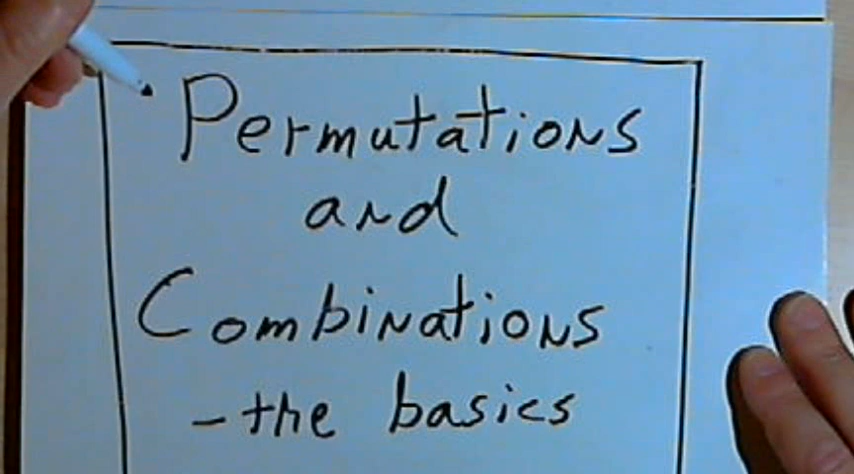 Permutations
and
Combinations
- the basics